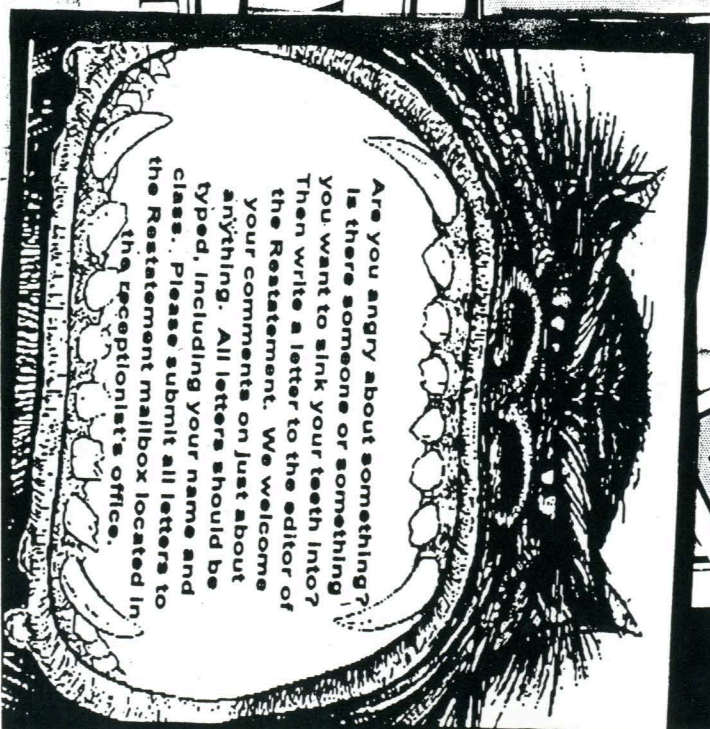 Are you angry about something?
Is there someone or something
you want to sink your teeth into?
Then write a letter to the editor of
the Restatement. We welcome
your comments on just about
anything. All letters should be
typed, including your name and
class. Please submit all letters to
the Restatement mailbox located in
the receptionist's office.